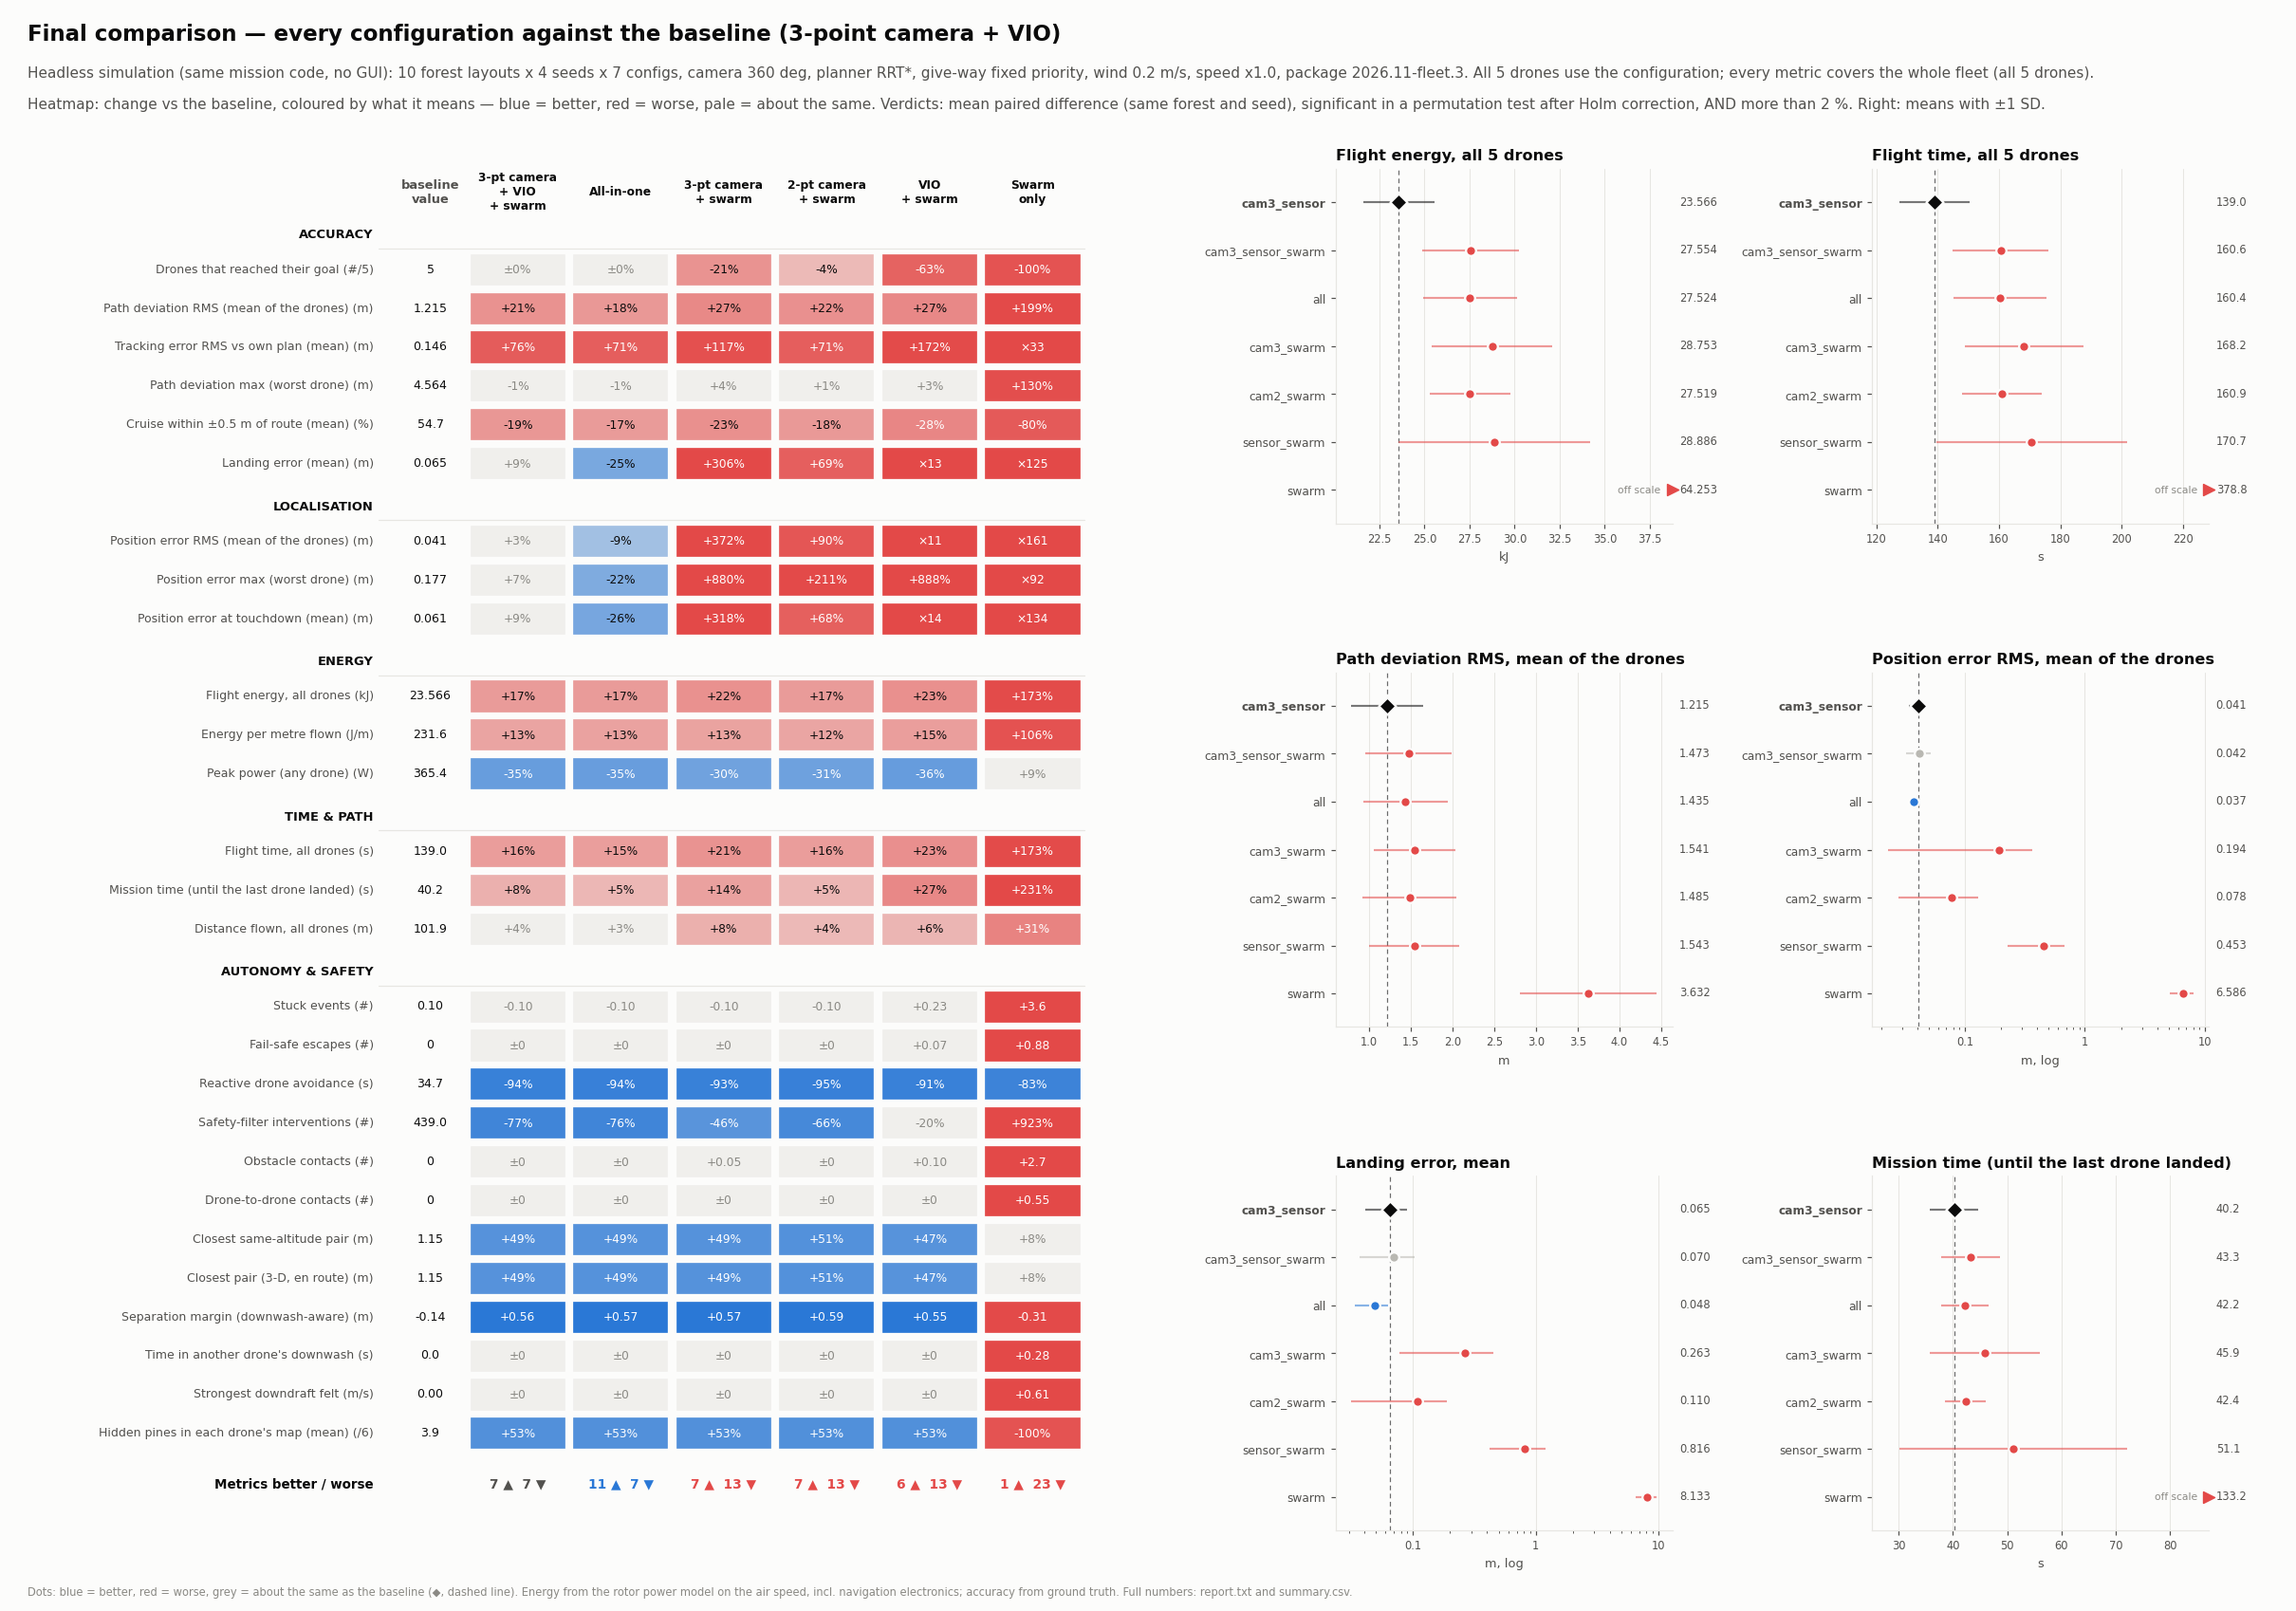 Final comparison — every configuration against the baseline (3-point camera + VIO)
Headless simulation (same mission code, no GUI): 10 forest layouts x 4 seeds x 7 configs, camera 360 deg, planner RRT*, give-way fixed priority, wind 0.2 m/s, speed x1.0, package 2026.11-fleet.3. All 5 drones use the configuration; every metric covers the whole fleet (all 5 drones).
Heatmap: change vs the baseline, coloured by what it means — blue = better, red = worse, pale = about the same. Verdicts: mean paired difference (same forest and seed), significant in a permutation test after Holm correction, AND more than 2 %. Right: means with ±1 SD.
baseline value 3-pt camera + VIO + swarm All-in-one 3-pt camera + swarm 2-pt camera + swarm VIO + swarm Swarm only
ACCURACY
Drones that reached their goal (#/5) 5 ±0% ±0% -21% -4% -63% -100%
Path deviation RMS (mean of the drones) (m) 1.215 +21% +18% +27% +22% +27% +199%
Tracking error RMS vs own plan (mean) (m) 0.146 +76% +71% +117% +71% +172% ×33
Path deviation max (worst drone) (m) 4.564 -1% -1% +4% +1% +3% +130%
Cruise within ±0.5 m of route (mean) (%) 54.7 -19% -17% -23% -18% -28% -80%
Landing error (mean) (m) 0.065 +9% -25% +306% +69% ×13 ×125
LOCALISATION
Position error RMS (mean of the drones) (m) 0.041 +3% -9% +372% +90% ×11 ×161
Position error max (worst drone) (m) 0.177 +7% -22% +880% +211% +888% ×92
Position error at touchdown (mean) (m) 0.061 +9% -26% +318% +68% ×14 ×134
ENERGY
Flight energy, all drones (kJ) 23.566 +17% +17% +22% +17% +23% +173%
Energy per metre flown (J/m) 231.6 +13% +13% +13% +12% +15% +106%
Peak power (any drone) (W) 365.4 -35% -35% -30% -31% -36% +9%
TIME & PATH
Flight time, all drones (s) 139.0 +16% +15% +21% +16% +23% +173%
Mission time (until the last drone landed) (s) 40.2 +8% +5% +14% +5% +27% +231%
Distance flown, all drones (m) 101.9 +4% +3% +8% +4% +6% +31%
AUTONOMY & SAFETY
Stuck events (#) 0.10 -0.10 -0.10 -0.10 -0.10 +0.23 +3.6
Fail-safe escapes (#) 0 ±0 ±0 ±0 ±0 +0.07 +0.88
Reactive drone avoidance (s) 34.7 -94% -94% -93% -95% -91% -83%
Safety-filter interventions (#) 439.0 -77% -76% -46% -66% -20% +923%
Obstacle contacts (#) 0 ±0 ±0 +0.05 ±0 +0.10 +2.7
Drone-to-drone contacts (#) 0 ±0 ±0 ±0 ±0 ±0 +0.55
Closest same-altitude pair (m) 1.15 +49% +49% +49% +51% +47% +8%
Closest pair (3-D, en route) (m) 1.15 +49% +49% +49% +51% +47% +8%
Separation margin (downwash-aware) (m) -0.14 +0.56 +0.57 +0.57 +0.59 +0.55 -0.31
Time in another drone's downwash (s) 0.0 ±0 ±0 ±0 ±0 ±0 +0.28
Strongest downdraft felt (m/s) 0.00 ±0 ±0 ±0 ±0 ±0 +0.61
Hidden pines in each drone's map (mean) (/6) 3.9 +53% +53% +53% +53% +53% -100%
Metrics better / worse 7 ▲ 7 ▼ 11 ▲ 7 ▼ 7 ▲ 13 ▼ 7 ▲ 13 ▼ 6 ▲ 13 ▼ 1 ▲ 23 ▼
Flight energy, all 5 drones
cam3_sensor 23.566
cam3_sensor_swarm 27.554
all 27.524
cam3_swarm 28.753
cam2_swarm 27.519
sensor_swarm 28.886
swarm off scale 64.253
22.5 25.0 27.5 30.0 32.5 35.0 37.5
kJ
Flight time, all 5 drones
cam3_sensor 139.0
cam3_sensor_swarm 160.6
all 160.4
cam3_swarm 168.2
cam2_swarm 160.9
sensor_swarm 170.7
swarm off scale 378.8
120 140 160 180 200 220
s
Path deviation RMS, mean of the drones
cam3_sensor 1.215
cam3_sensor_swarm 1.473
all 1.435
cam3_swarm 1.541
cam2_swarm 1.485
sensor_swarm 1.543
swarm 3.632
1.0 1.5 2.0 2.5 3.0 3.5 4.0 4.5
m
Position error RMS, mean of the drones
cam3_sensor 0.041
cam3_sensor_swarm 0.042
all 0.037
cam3_swarm 0.194
cam2_swarm 0.078
sensor_swarm 0.453
swarm 6.586
0.1 1 10
m, log
Landing error, mean
cam3_sensor 0.065
cam3_sensor_swarm 0.070
all 0.048
cam3_swarm 0.263
cam2_swarm 0.110
sensor_swarm 0.816
swarm 8.133
0.1 1 10
m, log
Mission time (until the last drone landed)
cam3_sensor 40.2
cam3_sensor_swarm 43.3
all 42.2
cam3_swarm 45.9
cam2_swarm 42.4
sensor_swarm 51.1
swarm off scale 133.2
30 40 50 60 70 80
s
Dots: blue = better, red = worse, grey = about the same as the baseline (◆, dashed line). Energy from the rotor power model on the air speed, incl. navigation electronics; accuracy from ground truth. Full numbers: report.txt and summary.csv.